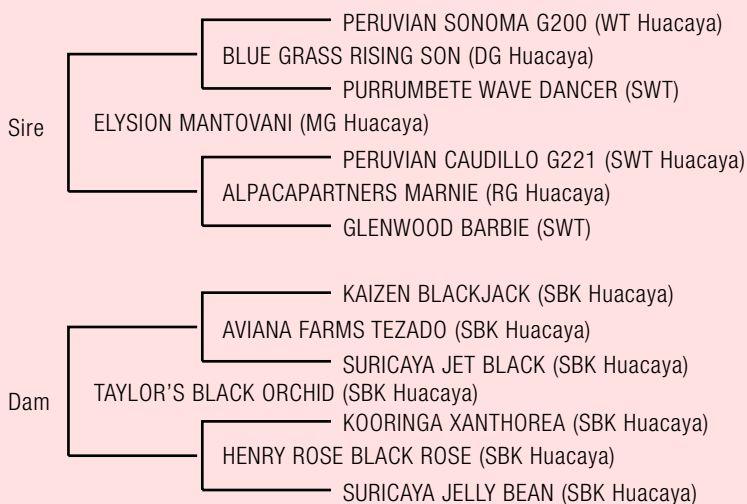 PERUVIAN SONOMA G200 (WT Huacaya)
BLUE GRASS RISING SON (DG Huacaya)
PURRUMBETE WAVE DANCER (SWT)
Sire
ELYSION MANTOVANI (MG Huacaya)
PERUVIAN CAUDILLO G221 (SWT Huacaya)
ALPACAPARTNERS MARNIE (RG Huacaya)
GLENWOOD BARBIE (SWT)
KAIZEN BLACKJACK (SBK Huacaya)
AVIANA FARMS TEZADO (SBK Huacaya)
SURICAYA JET BLACK (SBK Huacaya)
Dam
TAYLOR’S BLACK ORCHID (SBK Huacaya)
KOORINGA XANTHOREA (SBK Huacaya)
HENRY ROSE BLACK ROSE (SBK Huacaya)
SURICAYA JELLY BEAN (SBK Huacaya)